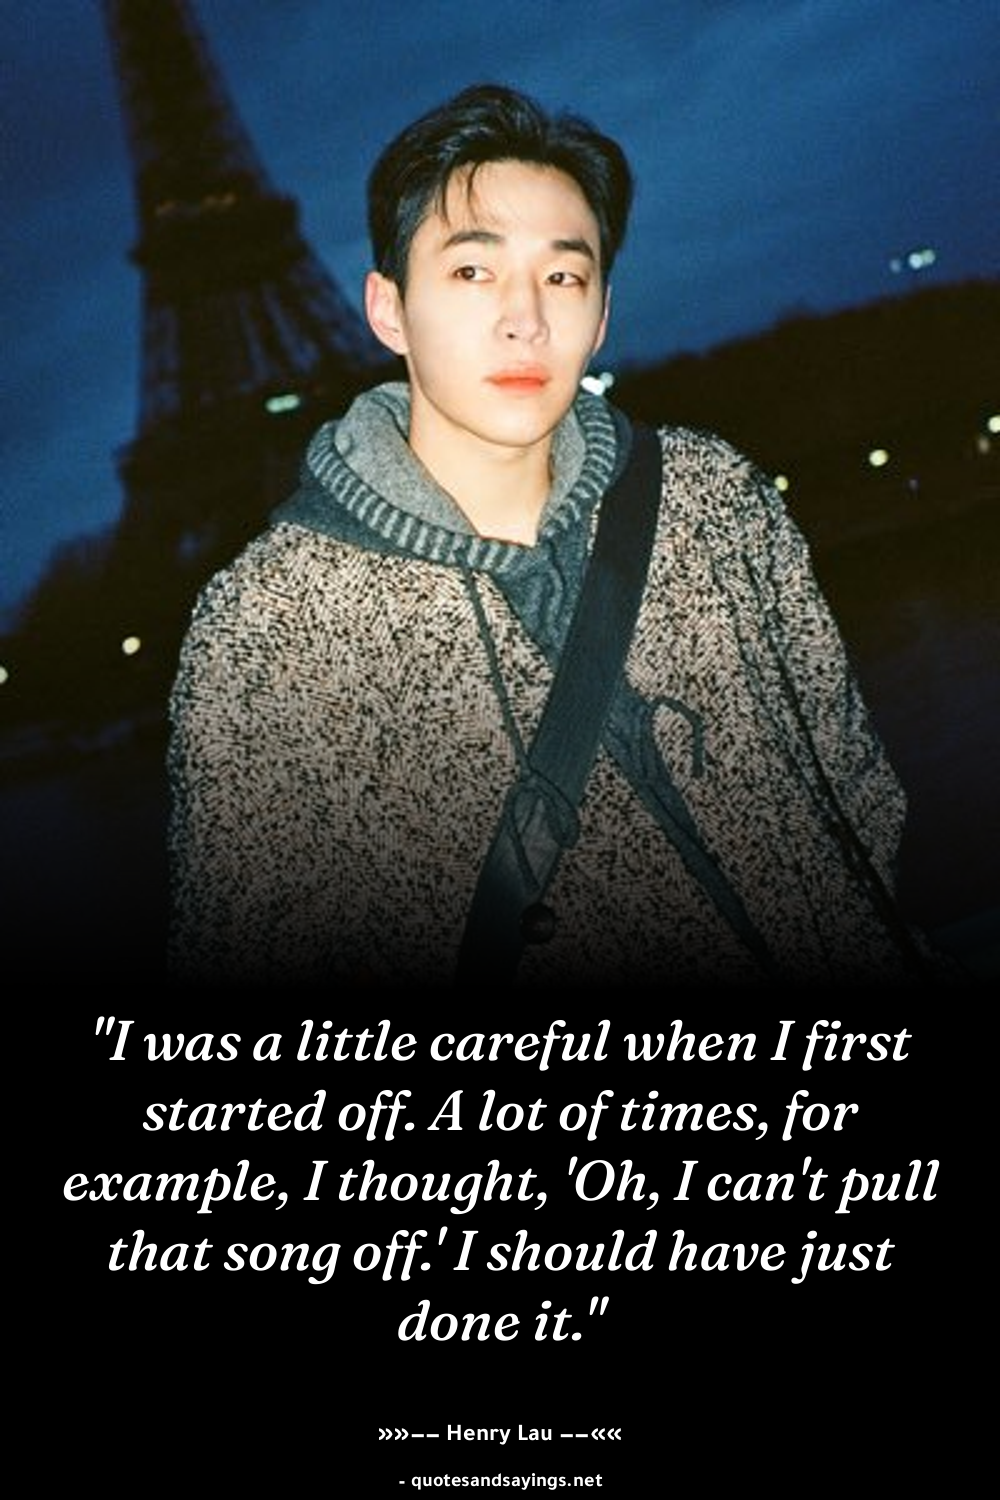 "I was a little careful when I first
started off. A lot of times, for
example, I thought, 'Oh, I can't pull
that song off.' I should have just
done it."
»»–– Henry Lau ––««
- quotesandsayings.net